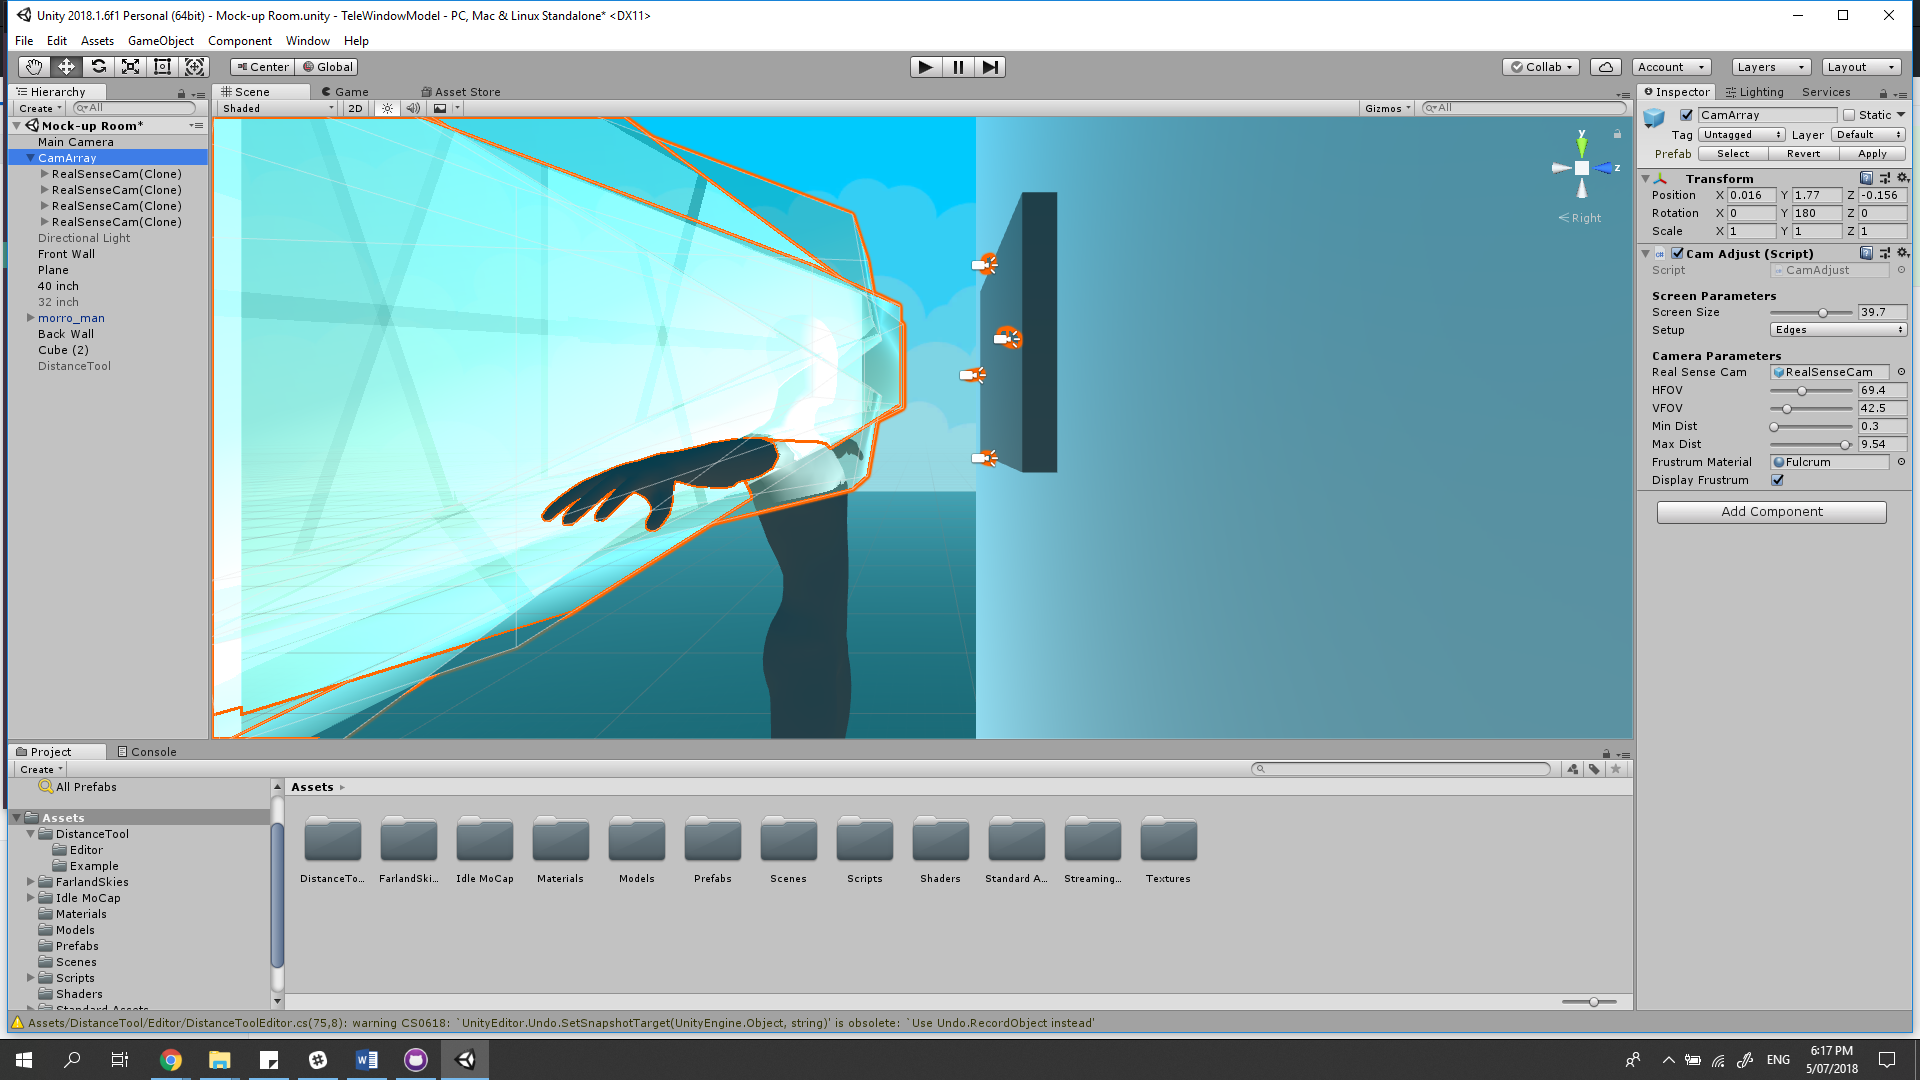 Unity 2018.1.6f1 Personal (64bit) - Mock-up Room.unity - TeleWindowModel - PC, Mac & Linux Standalone* <DX11>
File Edit Assets GameObject Component Window Help
Center Global Collab Account Layers Layout
Hierarchy
Create All
Mock-up Room*
Main Camera
CamArray
RealSenseCam(Clone)
RealSenseCam(Clone)
RealSenseCam(Clone)
RealSenseCam(Clone)
Directional Light
Front Wall
Plane
40 inch
32 inch
morro_man
Back Wall
Cube (2)
DistanceTool
Scene Game Asset Store
Shaded 2D Gizmos All
y
z
Right
Inspector Lighting Services
CamArray Static
Tag Untagged Layer Default
Prefab Select Revert Apply
Transform
Position X 0.016 Y 1.77 Z -0.156
Rotation X 0 Y 180 Z 0
Scale X 1 Y 1 Z 1
Cam Adjust (Script)
Script CamAdjust
Screen Parameters
Screen Size 39.7
Setup Edges
Camera Parameters
Real Sense Cam RealSenseCam
HFOV 69.4
VFOV 42.5
Min Dist 0.3
Max Dist 9.54
Frustrum Material Fulcrum
Display Frustrum
Add Component
Project Console
Create
All Prefabs
Assets
DistanceTool
Editor
Example
FarlandSkies
Idle MoCap
Materials
Models
Prefabs
Scenes
Scripts
Shaders
Standard Assets
Assets
DistanceTo... FarlandSki... Idle MoCap Materials Models Prefabs Scenes Scripts Shaders Standard A... Streaming... Textures
Assets/DistanceTool/Editor/DistanceToolEditor.cs(75,8): warning CS0618: `UnityEditor.Undo.SetSnapshotTarget(UnityEngine.Object, string)' is obsolete: `Use Undo.RecordObject instead'
ENG
6:17 PM
5/07/2018